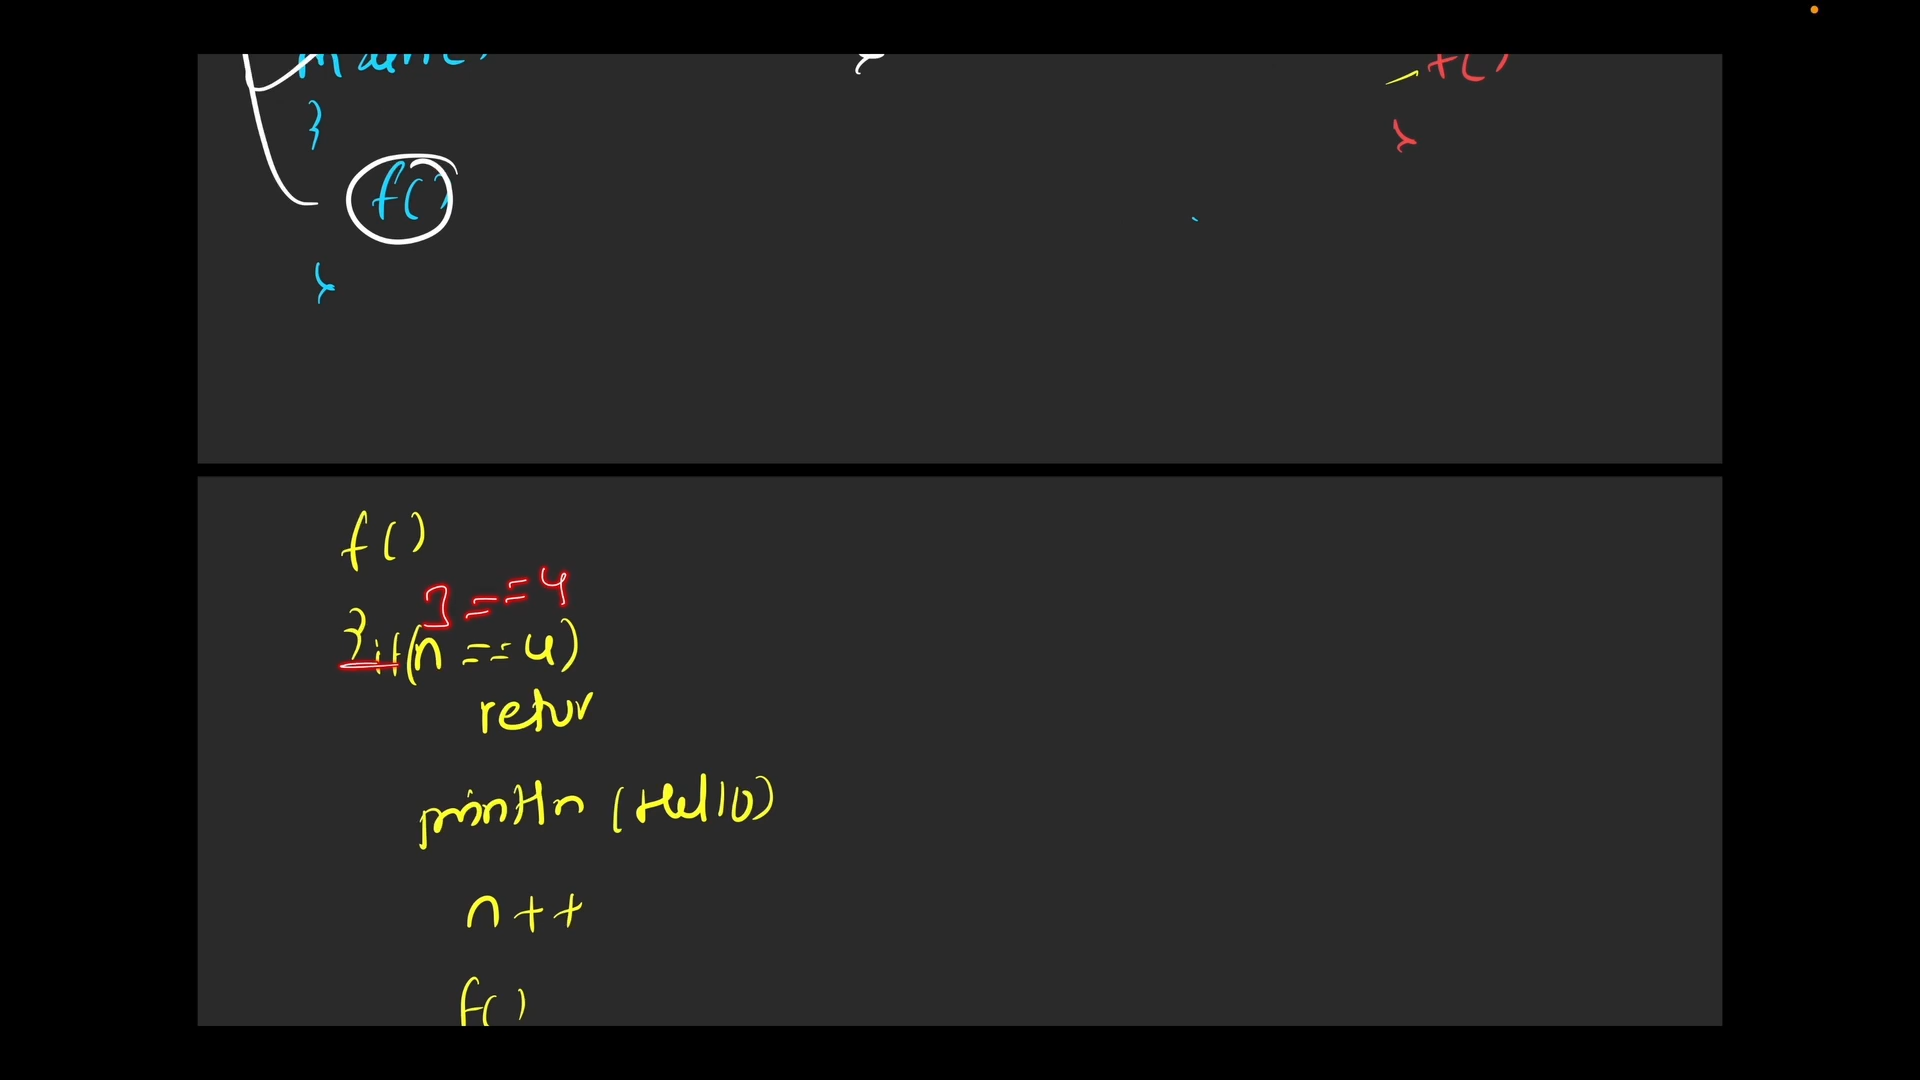 f()
}
f()
}
f()
3 == 4
{ if(n == 4)
retur
println (Hello)
n++
f()